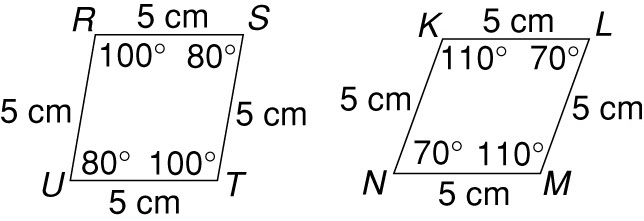 R 5 cm S
100° 80°
5 cm 5 cm
80° 100°
U 5 cm T
K 5 cm L
110° 70°
5 cm 5 cm
70° 110°
N 5 cm M